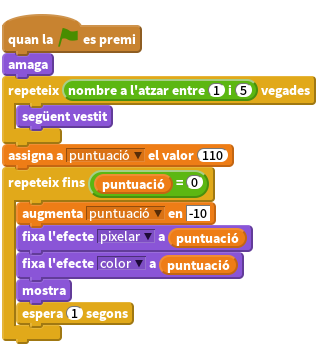 quan la es premi
amaga
repeteix nombre a l'atzar entre 1 i 5 vegades
següent vestit
assigna a puntuació el valor 110
repeteix fins puntuació = 0
augmenta puntuació en -10
fixa l'efecte pixelar a puntuació
fixa l'efecte color a puntuació
mostra
espera 1 segons